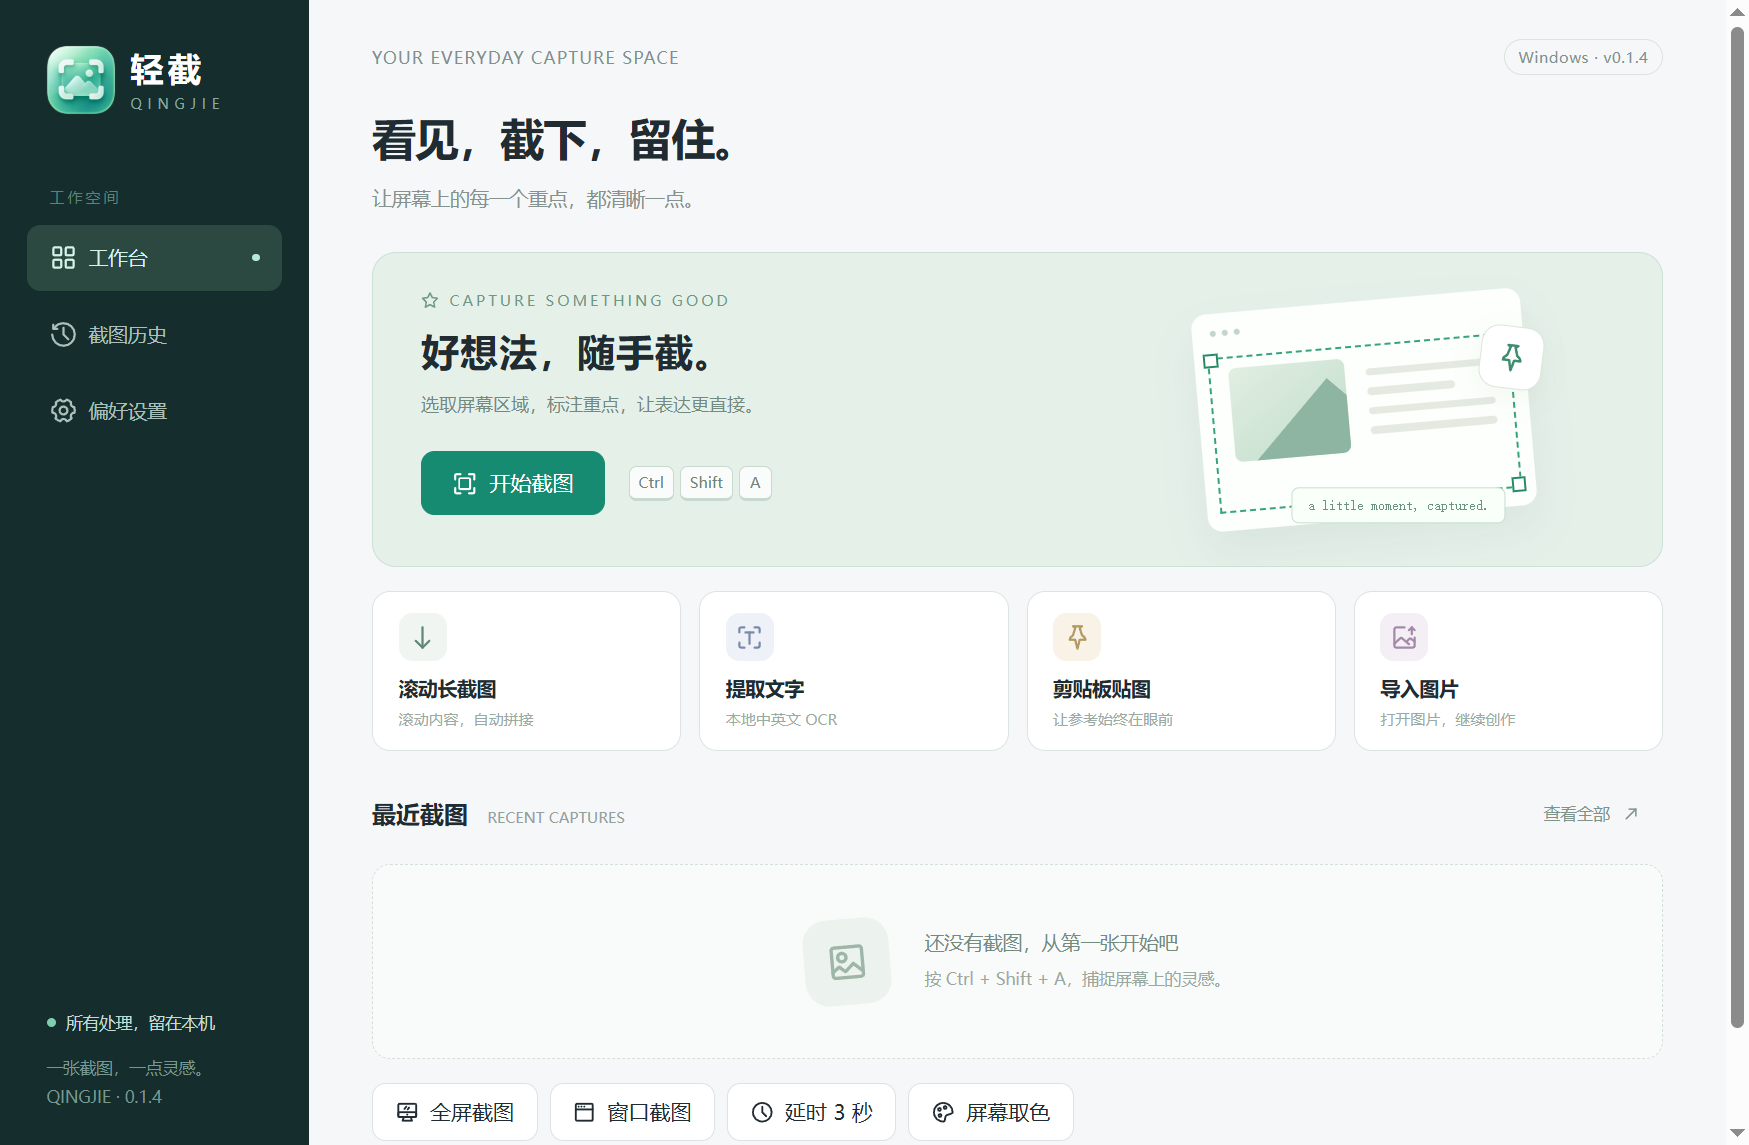 轻截
QINGJIE
工作空间
工作台
截图历史
偏好设置
所有处理，留在本机
一张截图，一点灵感。
QINGJIE · 0.1.4
YOUR EVERYDAY CAPTURE SPACE
Windows · v0.1.4
看见，截下，留住。
让屏幕上的每一个重点，都清晰一点。
CAPTURE SOMETHING GOOD
好想法，随手截。
选取屏幕区域，标注重点，让表达更直接。
开始截图
Ctrl Shift A
a little moment, captured.
滚动长截图
滚动内容，自动拼接
提取文字
本地中英文 OCR
剪贴板贴图
让参考始终在眼前
导入图片
打开图片，继续创作
最近截图 RECENT CAPTURES
查看全部
还没有截图，从第一张开始吧
按 Ctrl + Shift + A，捕捉屏幕上的灵感。
全屏截图
窗口截图
延时 3 秒
屏幕取色